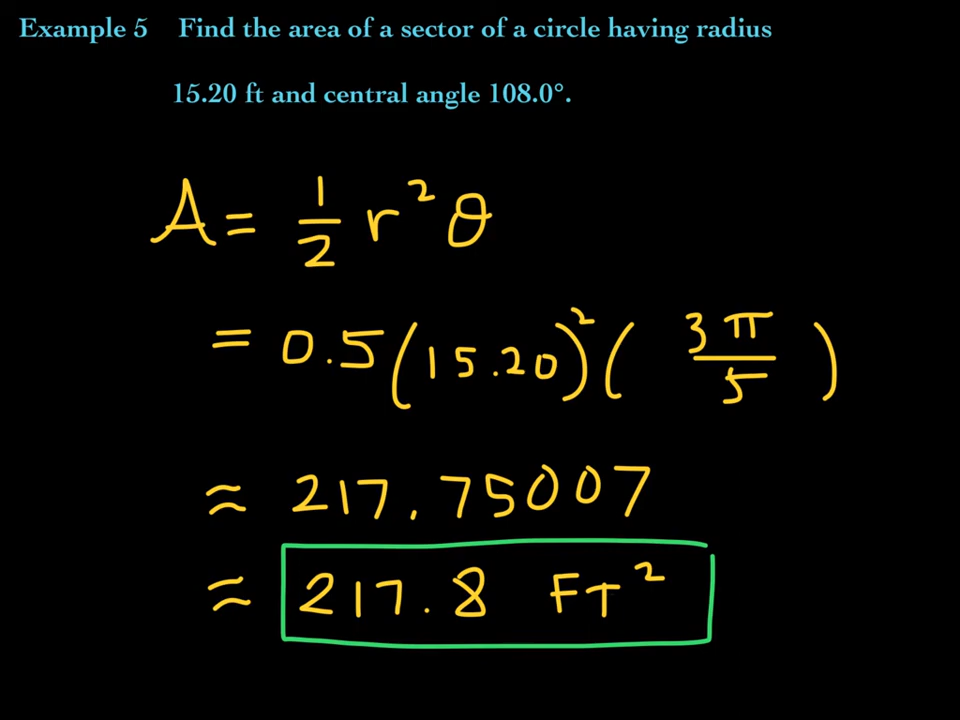 Example 5 Find the area of a sector of a circle having radius
15.20 ft and central angle 108.0°.
A = 1/2 r² θ
= 0.5 (15.20)² (3π/5)
≈ 217.75007
≈ 217.8 FT²